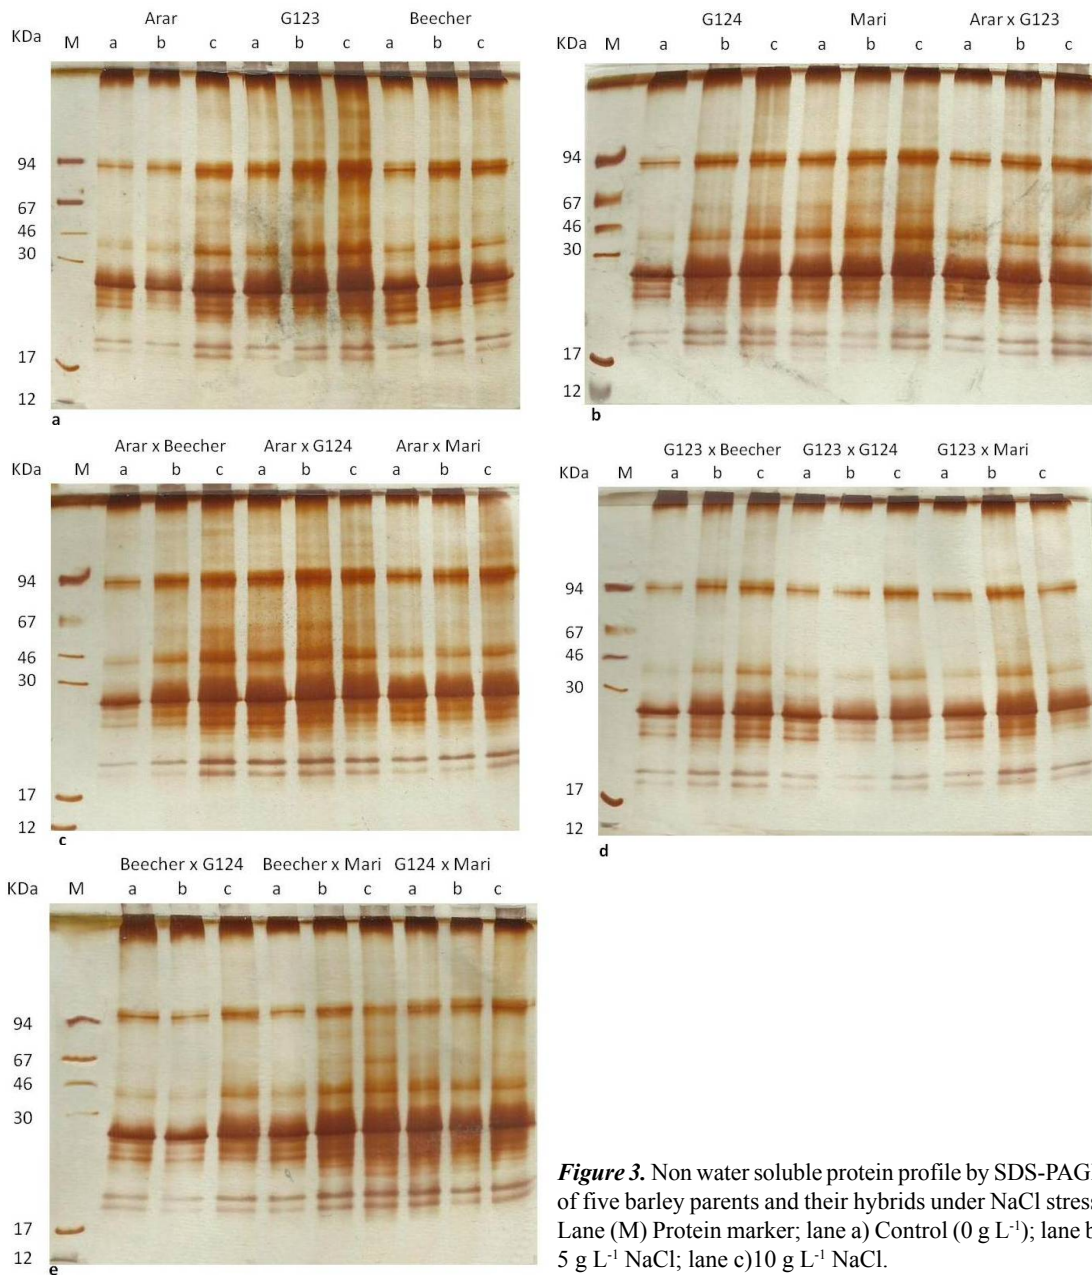 Arar G123 Beecher
KDa M a b c a b c a b c
94
67
46
30
17
12
a
G124 Mari Arar x G123
KDa M a b c a b c a b c
94
67
46
30
17
12
b
Arar x Beecher Arar x G124 Arar x Mari
KDa M a b c a b c a b c
94
67
46
30
17
12
c
G123 x Beecher G123 x G124 G123 x Mari
KDa M a b c a b c a b c
94
67
46
30
17
12
d
Beecher x G124 Beecher x Mari G124 x Mari
KDa M a b c a b c a b c
94
67
46
30
17
12
e
Figure 3. Non water soluble protein profile by SDS-PAG
of five barley parents and their hybrids under NaCl stress
Lane (M) Protein marker; lane a) Control (0 g L⁻¹); lane b
5 g L⁻¹ NaCl; lane c)10 g L⁻¹ NaCl.